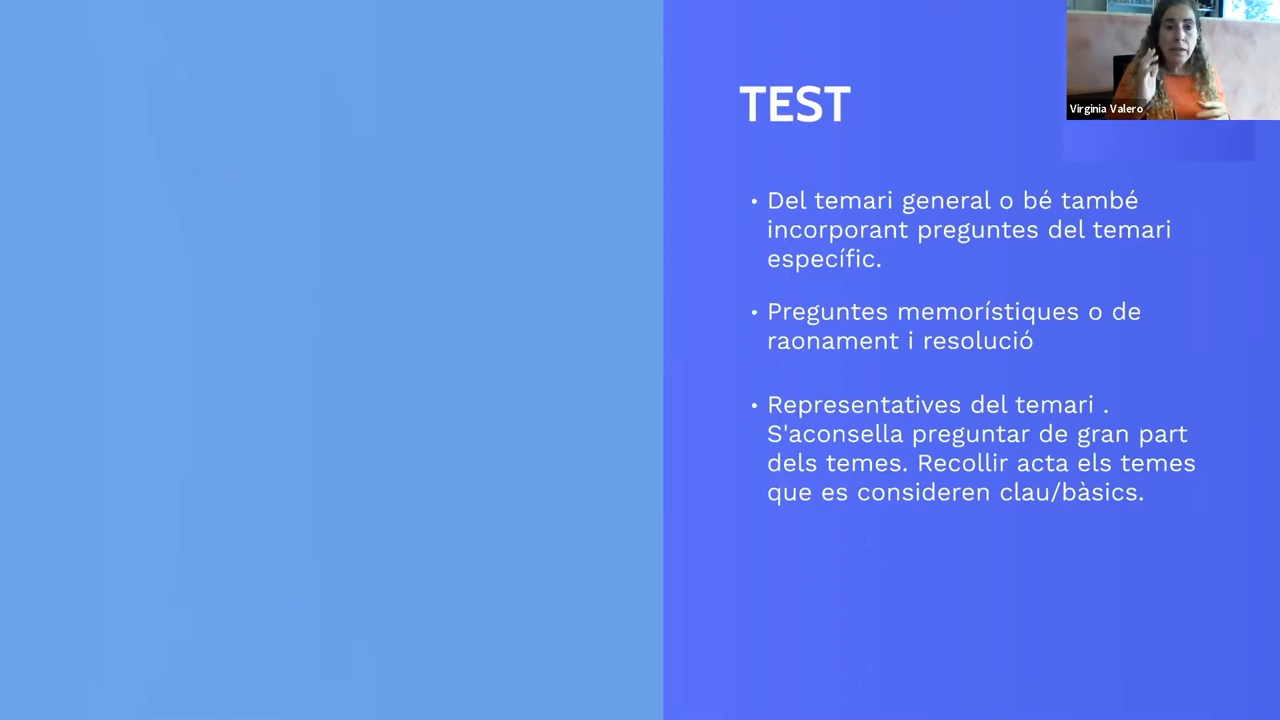 TEST
Virginia Valero
• Del temari general o bé també
incorporant preguntes del temari
específic.
• Preguntes memorístiques o de
raonament i resolució
• Representatives del temari .
S'aconsella preguntar de gran part
dels temes. Recollir acta els temes
que es consideren clau/bàsics.